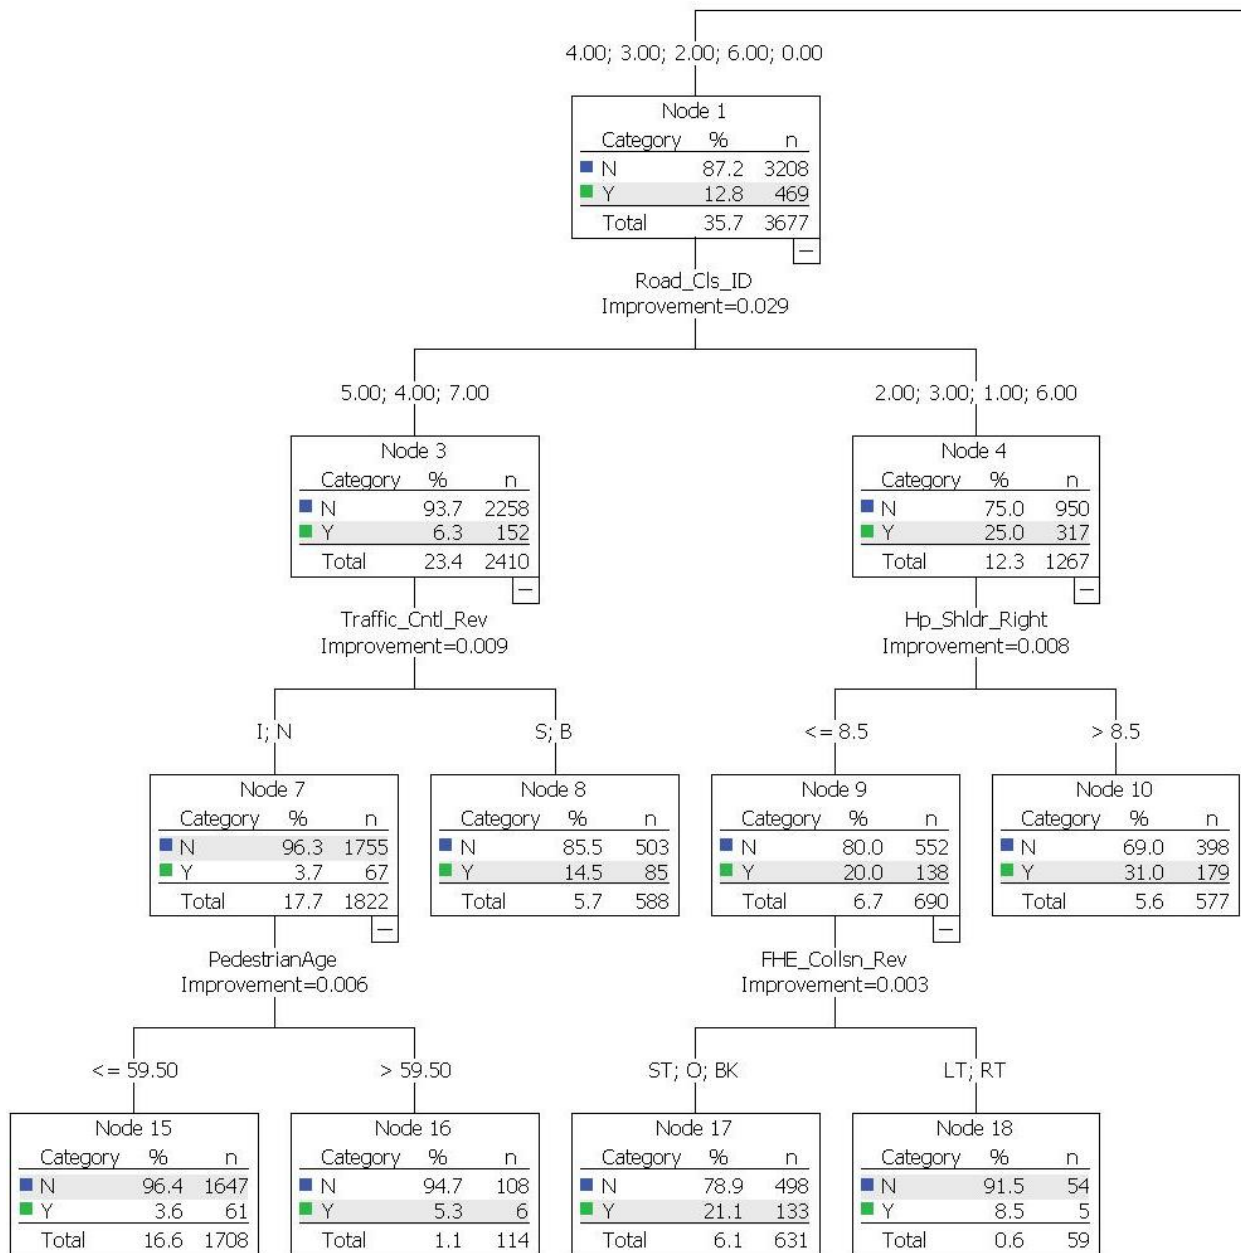 4.00; 3.00; 2.00; 6.00; 0.00
Node 1
Category % n
N 87.2 3208
Y 12.8 469
Total 35.7 3677
Road_Cls_ID
Improvement=0.029
5.00; 4.00; 7.00
2.00; 3.00; 1.00; 6.00
Node 3
Category % n
N 93.7 2258
Y 6.3 152
Total 23.4 2410
Node 4
Category % n
N 75.0 950
Y 25.0 317
Total 12.3 1267
Traffic_Cntl_Rev
Improvement=0.009
Hp_Shldr_Right
Improvement=0.008
I; N
S; B
<= 8.5
> 8.5
Node 7
Category % n
N 96.3 1755
Y 3.7 67
Total 17.7 1822
Node 8
Category % n
N 85.5 503
Y 14.5 85
Total 5.7 588
Node 9
Category % n
N 80.0 552
Y 20.0 138
Total 6.7 690
Node 10
Category % n
N 69.0 398
Y 31.0 179
Total 5.6 577
PedestrianAge
Improvement=0.006
FHE_Collsn_Rev
Improvement=0.003
<= 59.50
> 59.50
ST; O; BK
LT; RT
Node 15
Category % n
N 96.4 1647
Y 3.6 61
Total 16.6 1708
Node 16
Category % n
N 94.7 108
Y 5.3 6
Total 1.1 114
Node 17
Category % n
N 78.9 498
Y 21.1 133
Total 6.1 631
Node 18
Category % n
N 91.5 54
Y 8.5 5
Total 0.6 59